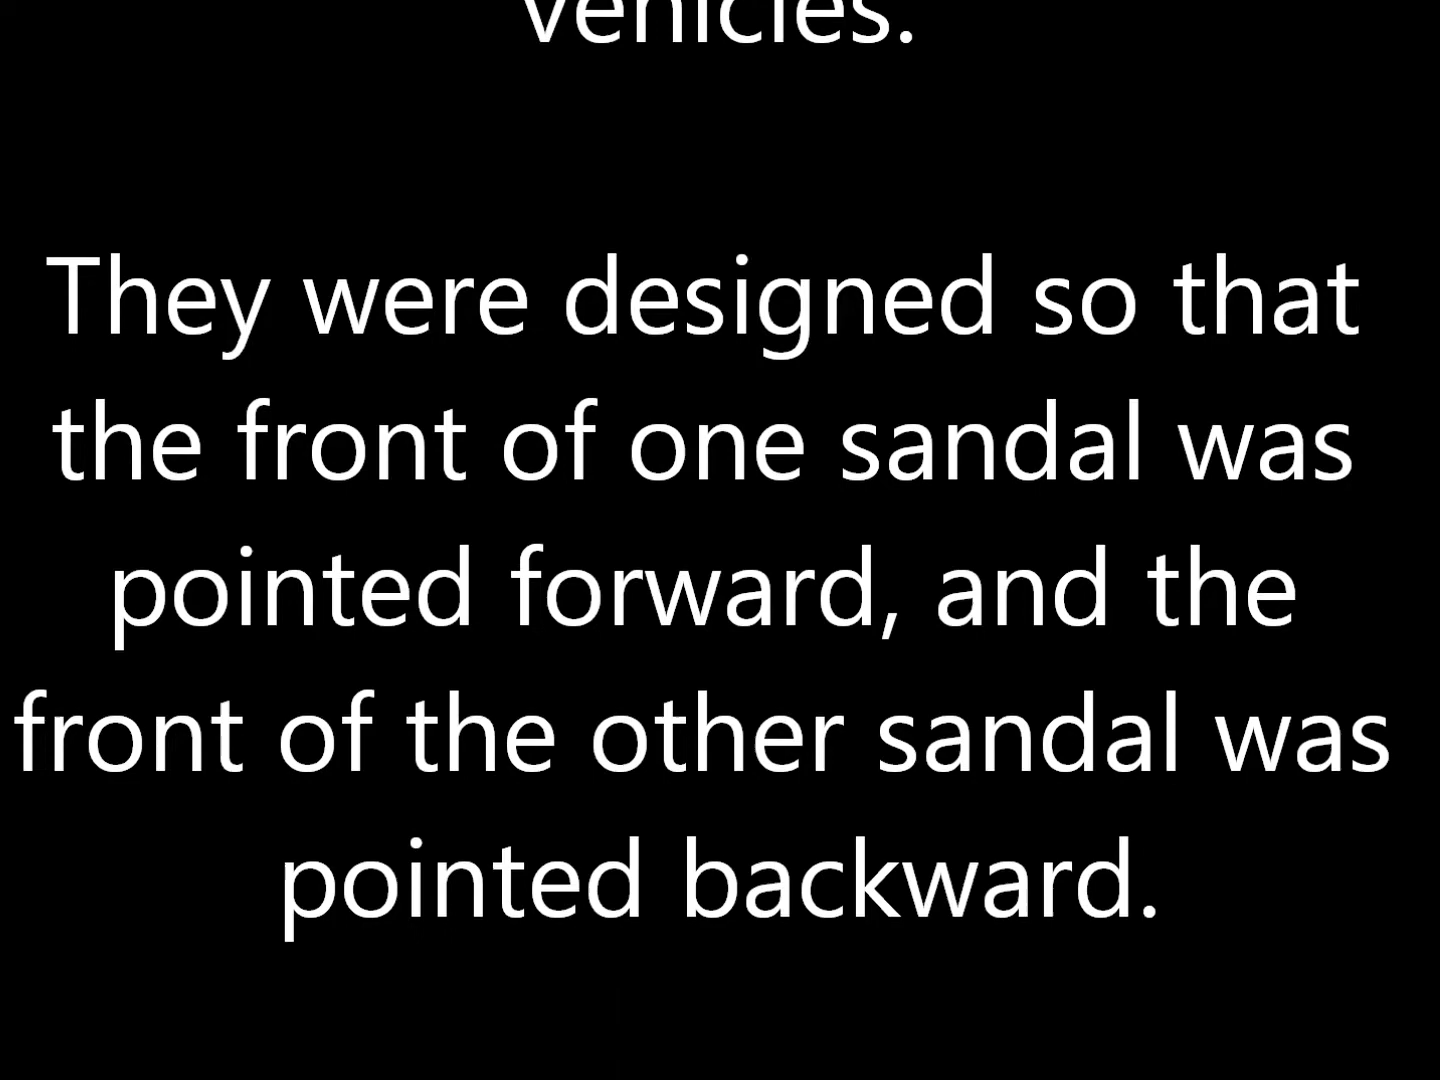 vehicles.
They were designed so that
the front of one sandal was
pointed forward, and the
front of the other sandal was
pointed backward.